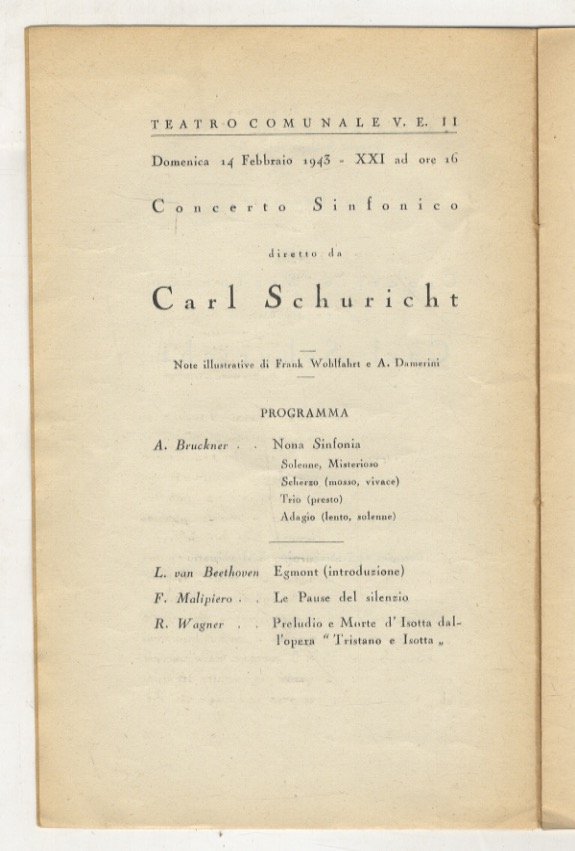 TEATRO COMUNALE V. E. II
Domenica 14 Febbraio 1943 - XXI ad ore 16
Concerto Sinfonico
diretto da
Carl Schuricht
Note illustrative di Frank Wohlfahrt e A. Damerini
PROGRAMMA
A. Bruckner . . Nona Sinfonia
Solenne, Misterioso
Scherzo (mosso, vivace)
Trio (presto)
Adagio (lento, solenne)
L. van Beethoven Egmont (introduzione)
F. Malipiero . . Le Pause del silenzio
R. Wagner . . Preludio e Morte d' Isotta dal-
l'opera " Tristano e Isotta „